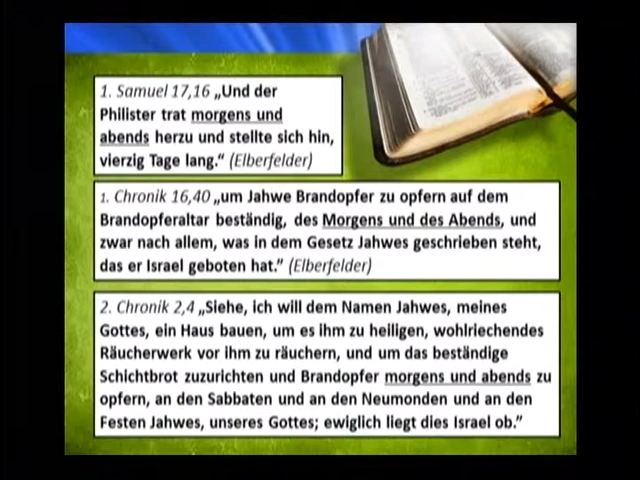 1. Samuel 17,16 „Und der
Philister trat morgens und
abends herzu und stellte sich hin,
vierzig Tage lang.“ (Elberfelder)
1. Chronik 16,40 „um Jahwe Brandopfer zu opfern auf dem
Brandopferaltar beständig, des Morgens und des Abends, und
zwar nach allem, was in dem Gesetz Jahwes geschrieben steht,
das er Israel geboten hat.“ (Elberfelder)
2. Chronik 2,4 „Siehe, ich will dem Namen Jahwes, meines
Gottes, ein Haus bauen, um es ihm zu heiligen, wohlriechendes
Räucherwerk vor ihm zu räuchern, und um das beständige
Schichtbrot zuzurichten und Brandopfer morgens und abends zu
opfern, an den Sabbaten und an den Neumonden und an den
Festen Jahwes, unseres Gottes; ewiglich liegt dies Israel ob.”